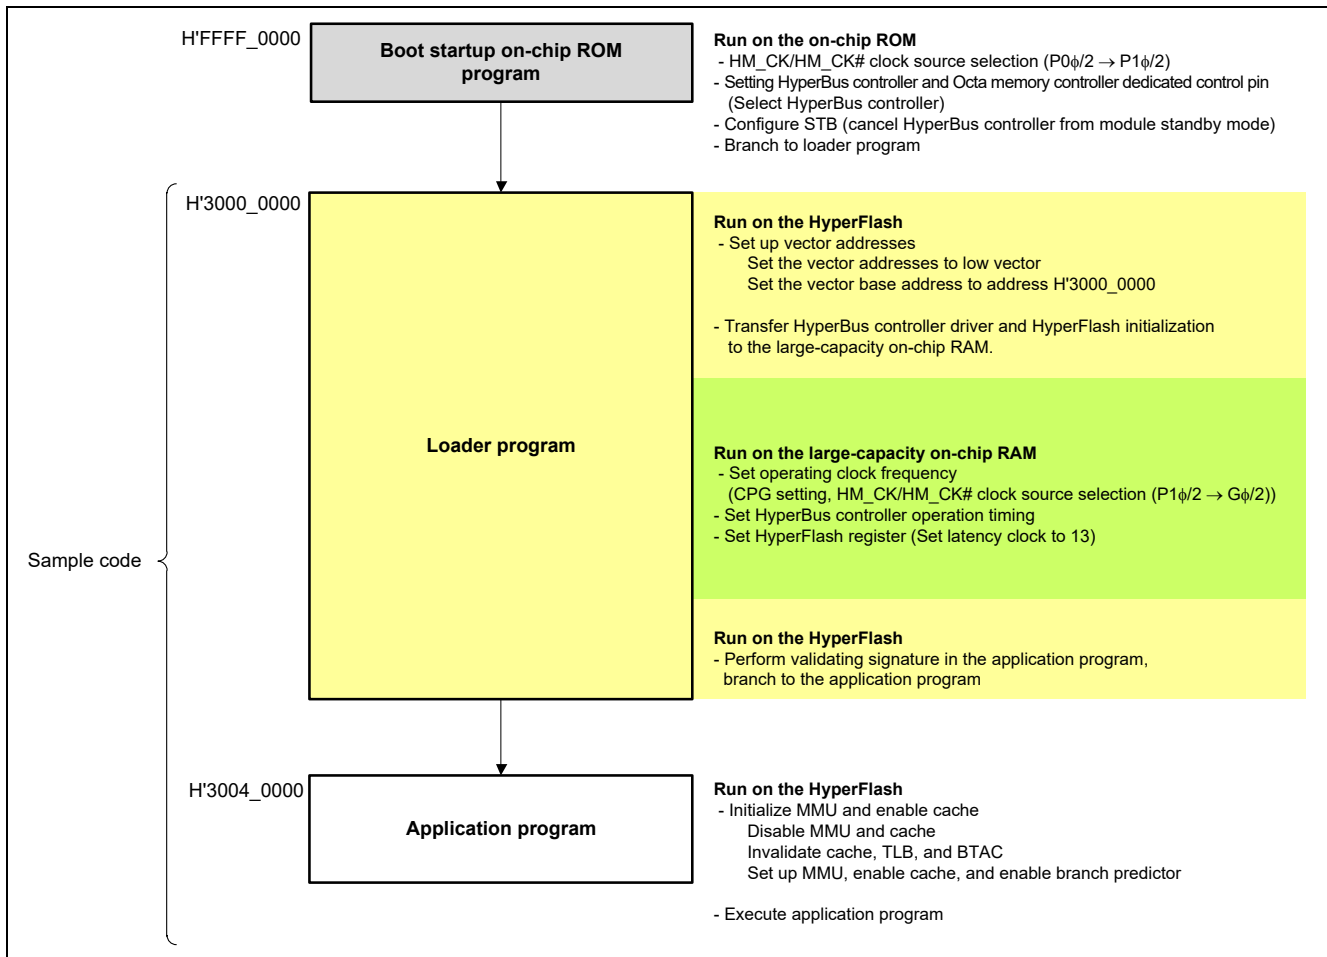 H'FFFF_0000
Boot startup on-chip ROM
program
Run on the on-chip ROM
- HM_CK/HM_CK# clock source selection (P0ϕ/2 → P1ϕ/2)
- Setting HyperBus controller and Octa memory controller dedicated control pin
(Select HyperBus controller)
- Configure STB (cancel HyperBus controller from module standby mode)
- Branch to loader program
H'3000_0000
Loader program
Run on the HyperFlash
- Set up vector addresses
Set the vector addresses to low vector
Set the vector base address to address H'3000_0000
- Transfer HyperBus controller driver and HyperFlash initialization
to the large-capacity on-chip RAM.
Run on the large-capacity on-chip RAM
- Set operating clock frequency
(CPG setting, HM_CK/HM_CK# clock source selection (P1ϕ/2 → Gϕ/2))
- Set HyperBus controller operation timing
- Set HyperFlash register (Set latency clock to 13)
Sample code
Run on the HyperFlash
- Perform validating signature in the application program,
branch to the application program
H'3004_0000
Application program
Run on the HyperFlash
- Initialize MMU and enable cache
Disable MMU and cache
Invalidate cache, TLB, and BTAC
Set up MMU, enable cache, and enable branch predictor
- Execute application program